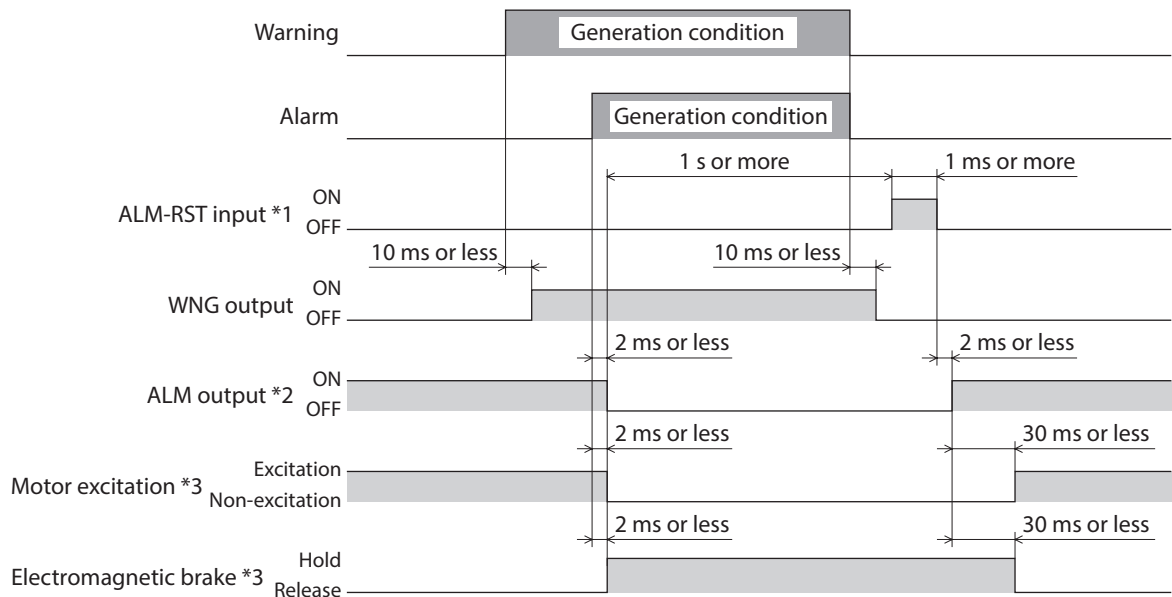 Warning
Generation condition
Alarm
Generation condition
1 s or more
1 ms or more
ALM-RST input *1
ON
OFF
10 ms or less
10 ms or less
WNG output
ON
OFF
2 ms or less
2 ms or less
ALM output *2
ON
OFF
2 ms or less
30 ms or less
Motor excitation *3
Excitation
Non-excitation
2 ms or less
30 ms or less
Electromagnetic brake *3
Hold
Release